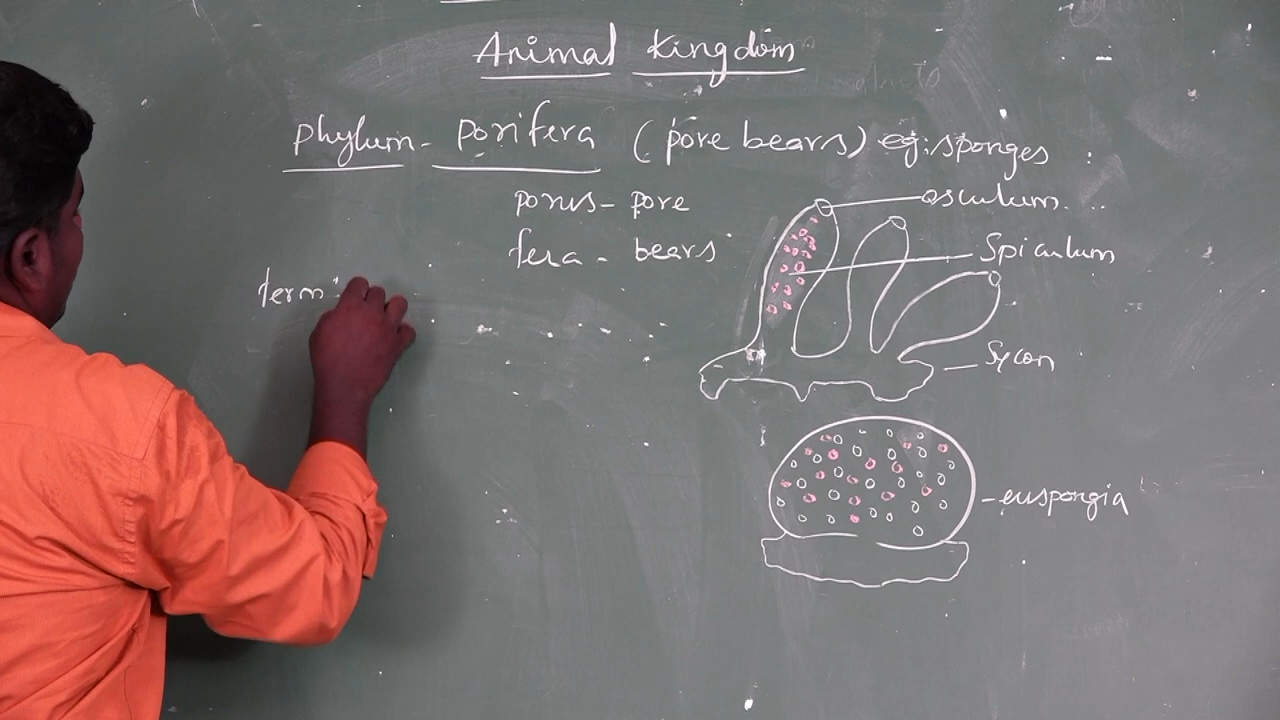 Animal Kingdom
Phylum - Porifera (pore bears) eg: sponges :
porus - pore
fera - bears
term:
osculum
Spiculum
Sycon
- euspongia